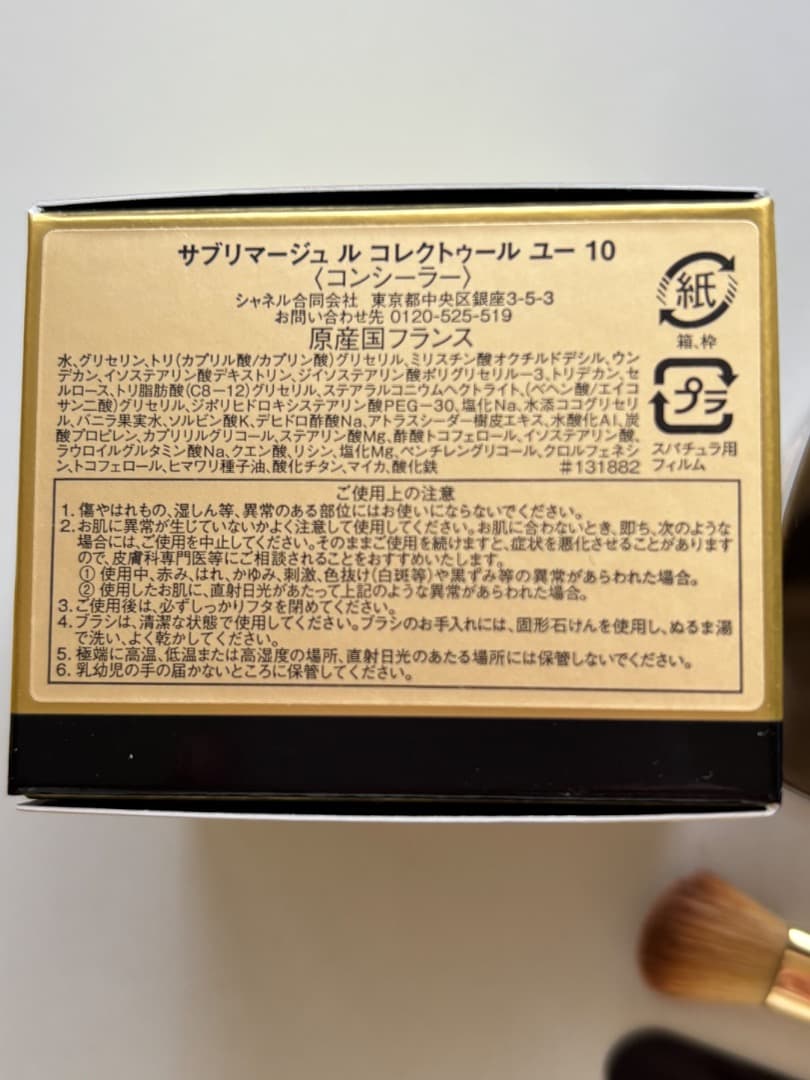 サブリマージュ ル コレクトゥール ユー 10
〈コンシーラー〉
シャネル合同会社 東京都中央区銀座3-5-3
お問い合わせ先 0120-525-519
原産国フランス
水、グリセリン、トリ(カプリル酸/カプリン酸)グリセリル、ミリスチン酸オクチルドデシル、ウン
デカン、イソステアリン酸デキストリン、ジイソステアリン酸ポリグリセリル－3、トリデカン、セ
ルロース、トリ脂肪酸(C8－12)グリセリル、ステアラルコニウムヘクトライト、(ベヘン酸/エイコ
サン二酸)グリセリル、ジポリヒドロキシステアリン酸PEG－30、塩化Na、水添ココグリセリ
ル、バニラ果実水、ソルビン酸K、デヒドロ酢酸Na、アトラスシーダー樹皮エキス、水酸化Al、炭
酸プロピレン、カプリリルグリコール、ステアリン酸Mg、酢酸トコフェロール、イソステアリン酸、
ラウロイルグルタミン酸Na、クエン酸、リシン、塩化Mg、ペンチレングリコール、クロルフェネシ
ン、トコフェロール、ヒマワリ種子油、酸化チタン、マイカ、酸化鉄 #131882
紙
箱、枠
プラ
スパチュラ用
フィルム
ご使用上の注意
1. 傷やはれもの、湿しん等、異常のある部位にはお使いにならないでください。
2. お肌に異常が生じていないかよく注意して使用してください。お肌に合わないとき、即ち、次のような
場合には、ご使用を中止してください。そのままご使用を続けますと、症状を悪化させることがあります
ので、皮膚科専門医等にご相談されることをおすすめいたします。
① 使用中、赤み、はれ、かゆみ、刺激、色抜け(白斑等)や黒ずみ等の異常があらわれた場合。
② 使用したお肌に、直射日光があたって上記のような異常があらわれた場合。
3. ご使用後は、必ずしっかりフタを閉めてください。
4. ブラシは、清潔な状態で使用してください。ブラシのお手入れには、固形石けんを使用し、ぬるま湯
で洗い、よく乾かしてください。
5. 極端に高温、低温または高湿度の場所、直射日光のあたる場所には保管しないでください。
6. 乳幼児の手の届かないところに保管してください。